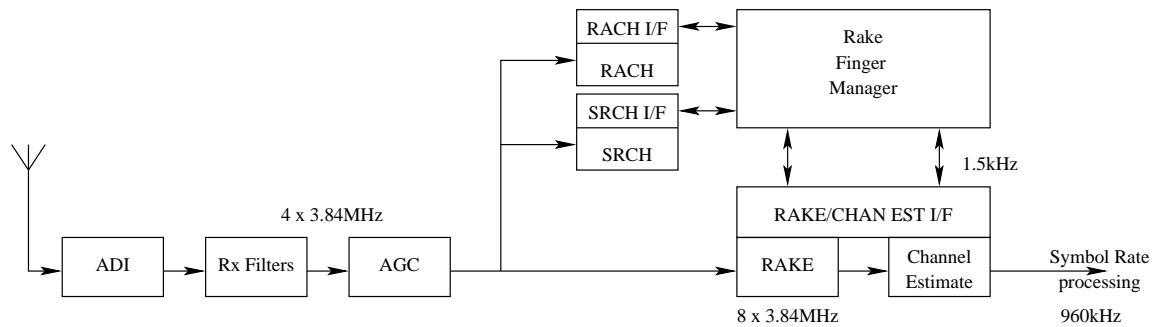 RACH I/F
RACH
SRCH I/F
SRCH
Rake
Finger
Manager
1.5kHz
4 x 3.84MHz
RAKE/CHAN EST I/F
ADI
Rx Filters
AGC
RAKE
Channel
Estimate
Symbol Rate
processing
8 x 3.84MHz
960kHz